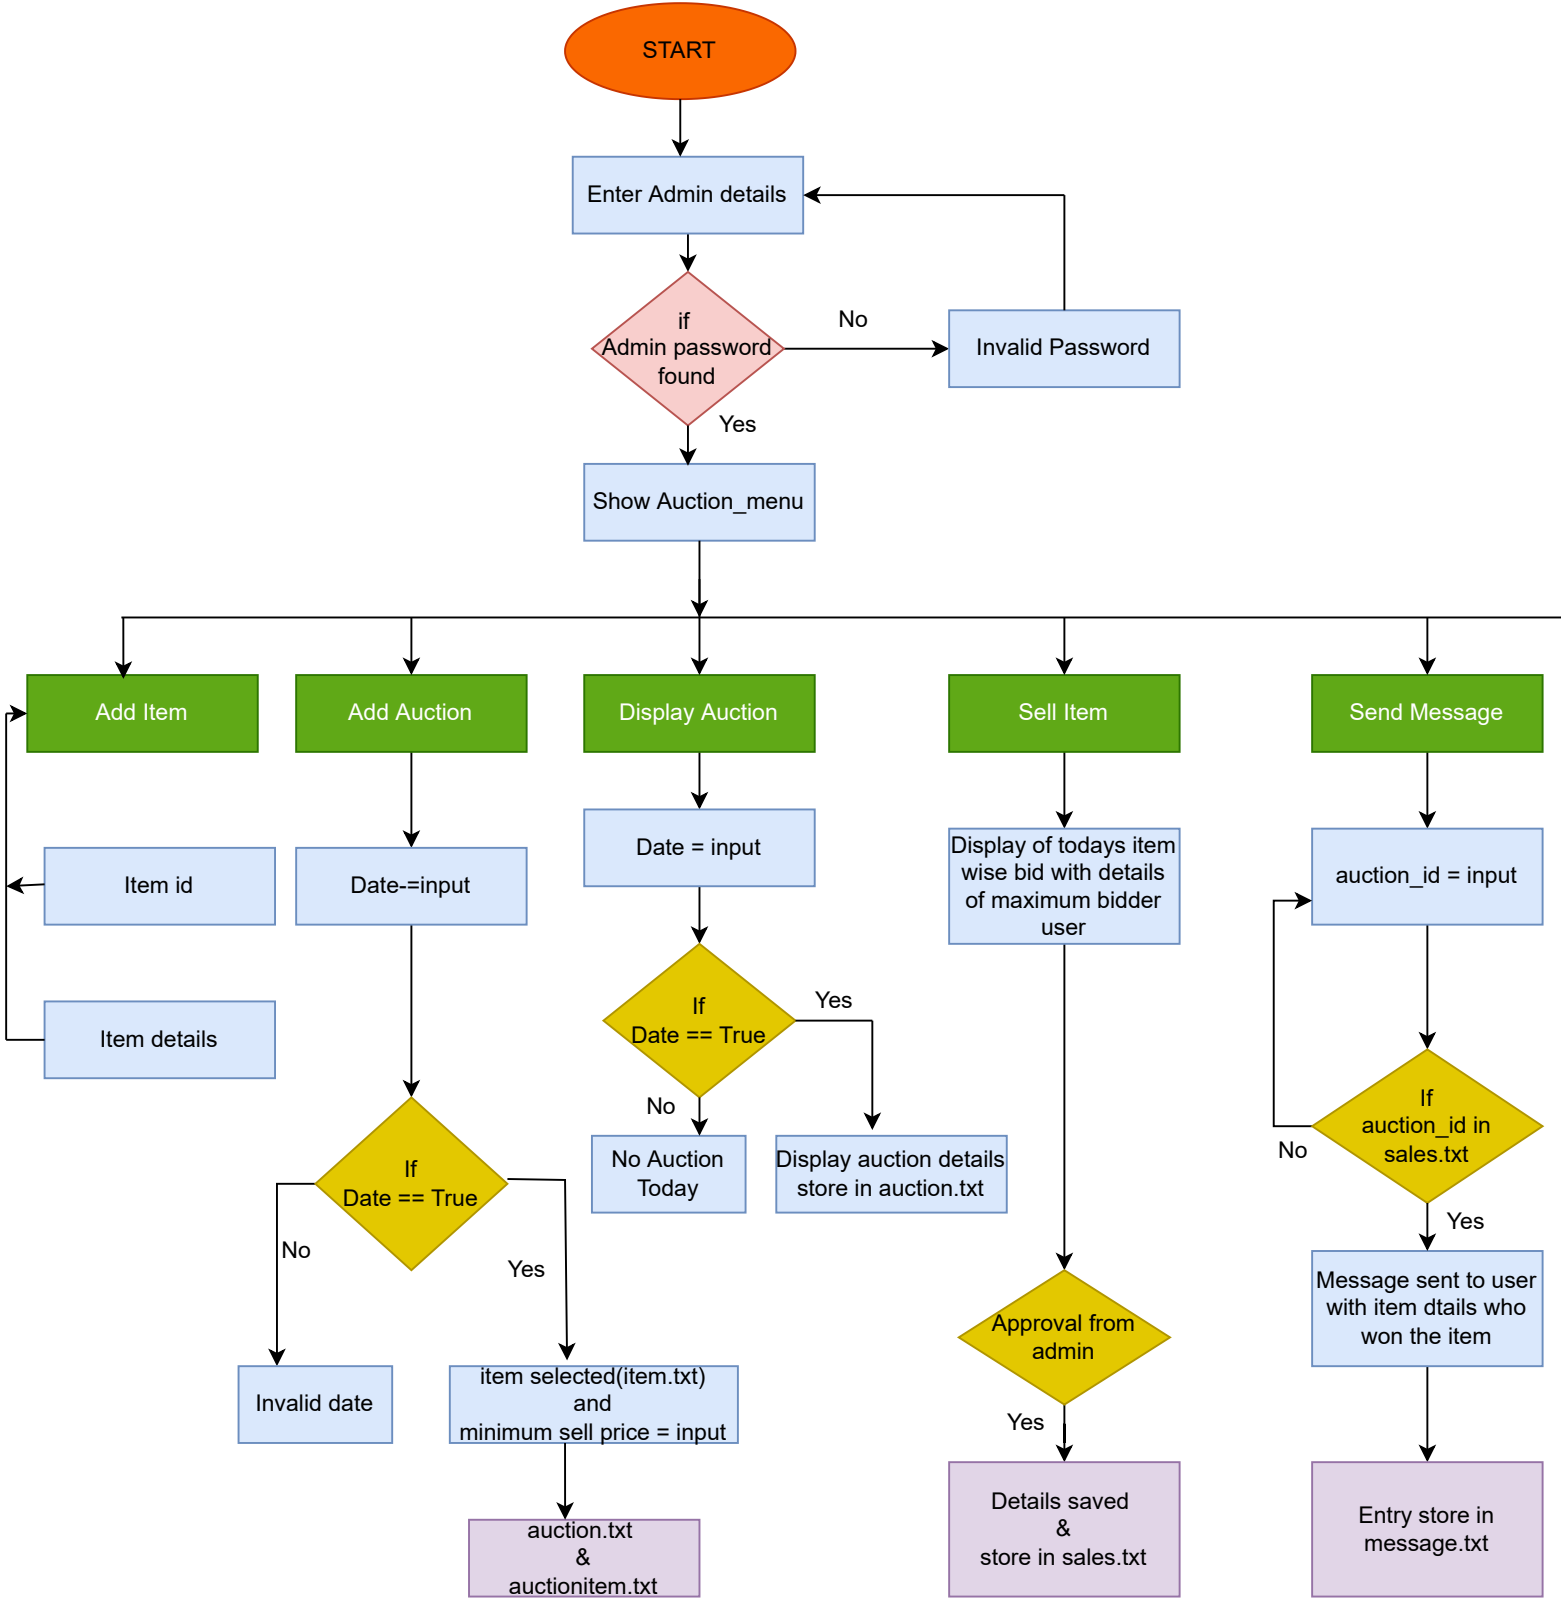 START
Enter Admin details
if
Admin password
found
No
Invalid Password
Yes
Show Auction_menu
Add Item
Add Auction
Display Auction
Sell Item
Send Message
Item id
Item details
Date-=input
If
Date == True
No
Yes
Invalid date
item selected(item.txt)
and
minimum sell price = input
auction.txt
&
auctionitem.txt
Date = input
If
Date == True
Yes
No
No Auction
Today
Display auction details
store in auction.txt
Display of todays item
wise bid with details
of maximum bidder
user
Approval from
admin
Yes
Details saved
&
store in sales.txt
auction_id = input
If
auction_id in
sales.txt
No
Yes
Message sent to user
with item dtails who
won the item
Entry store in
message.txt